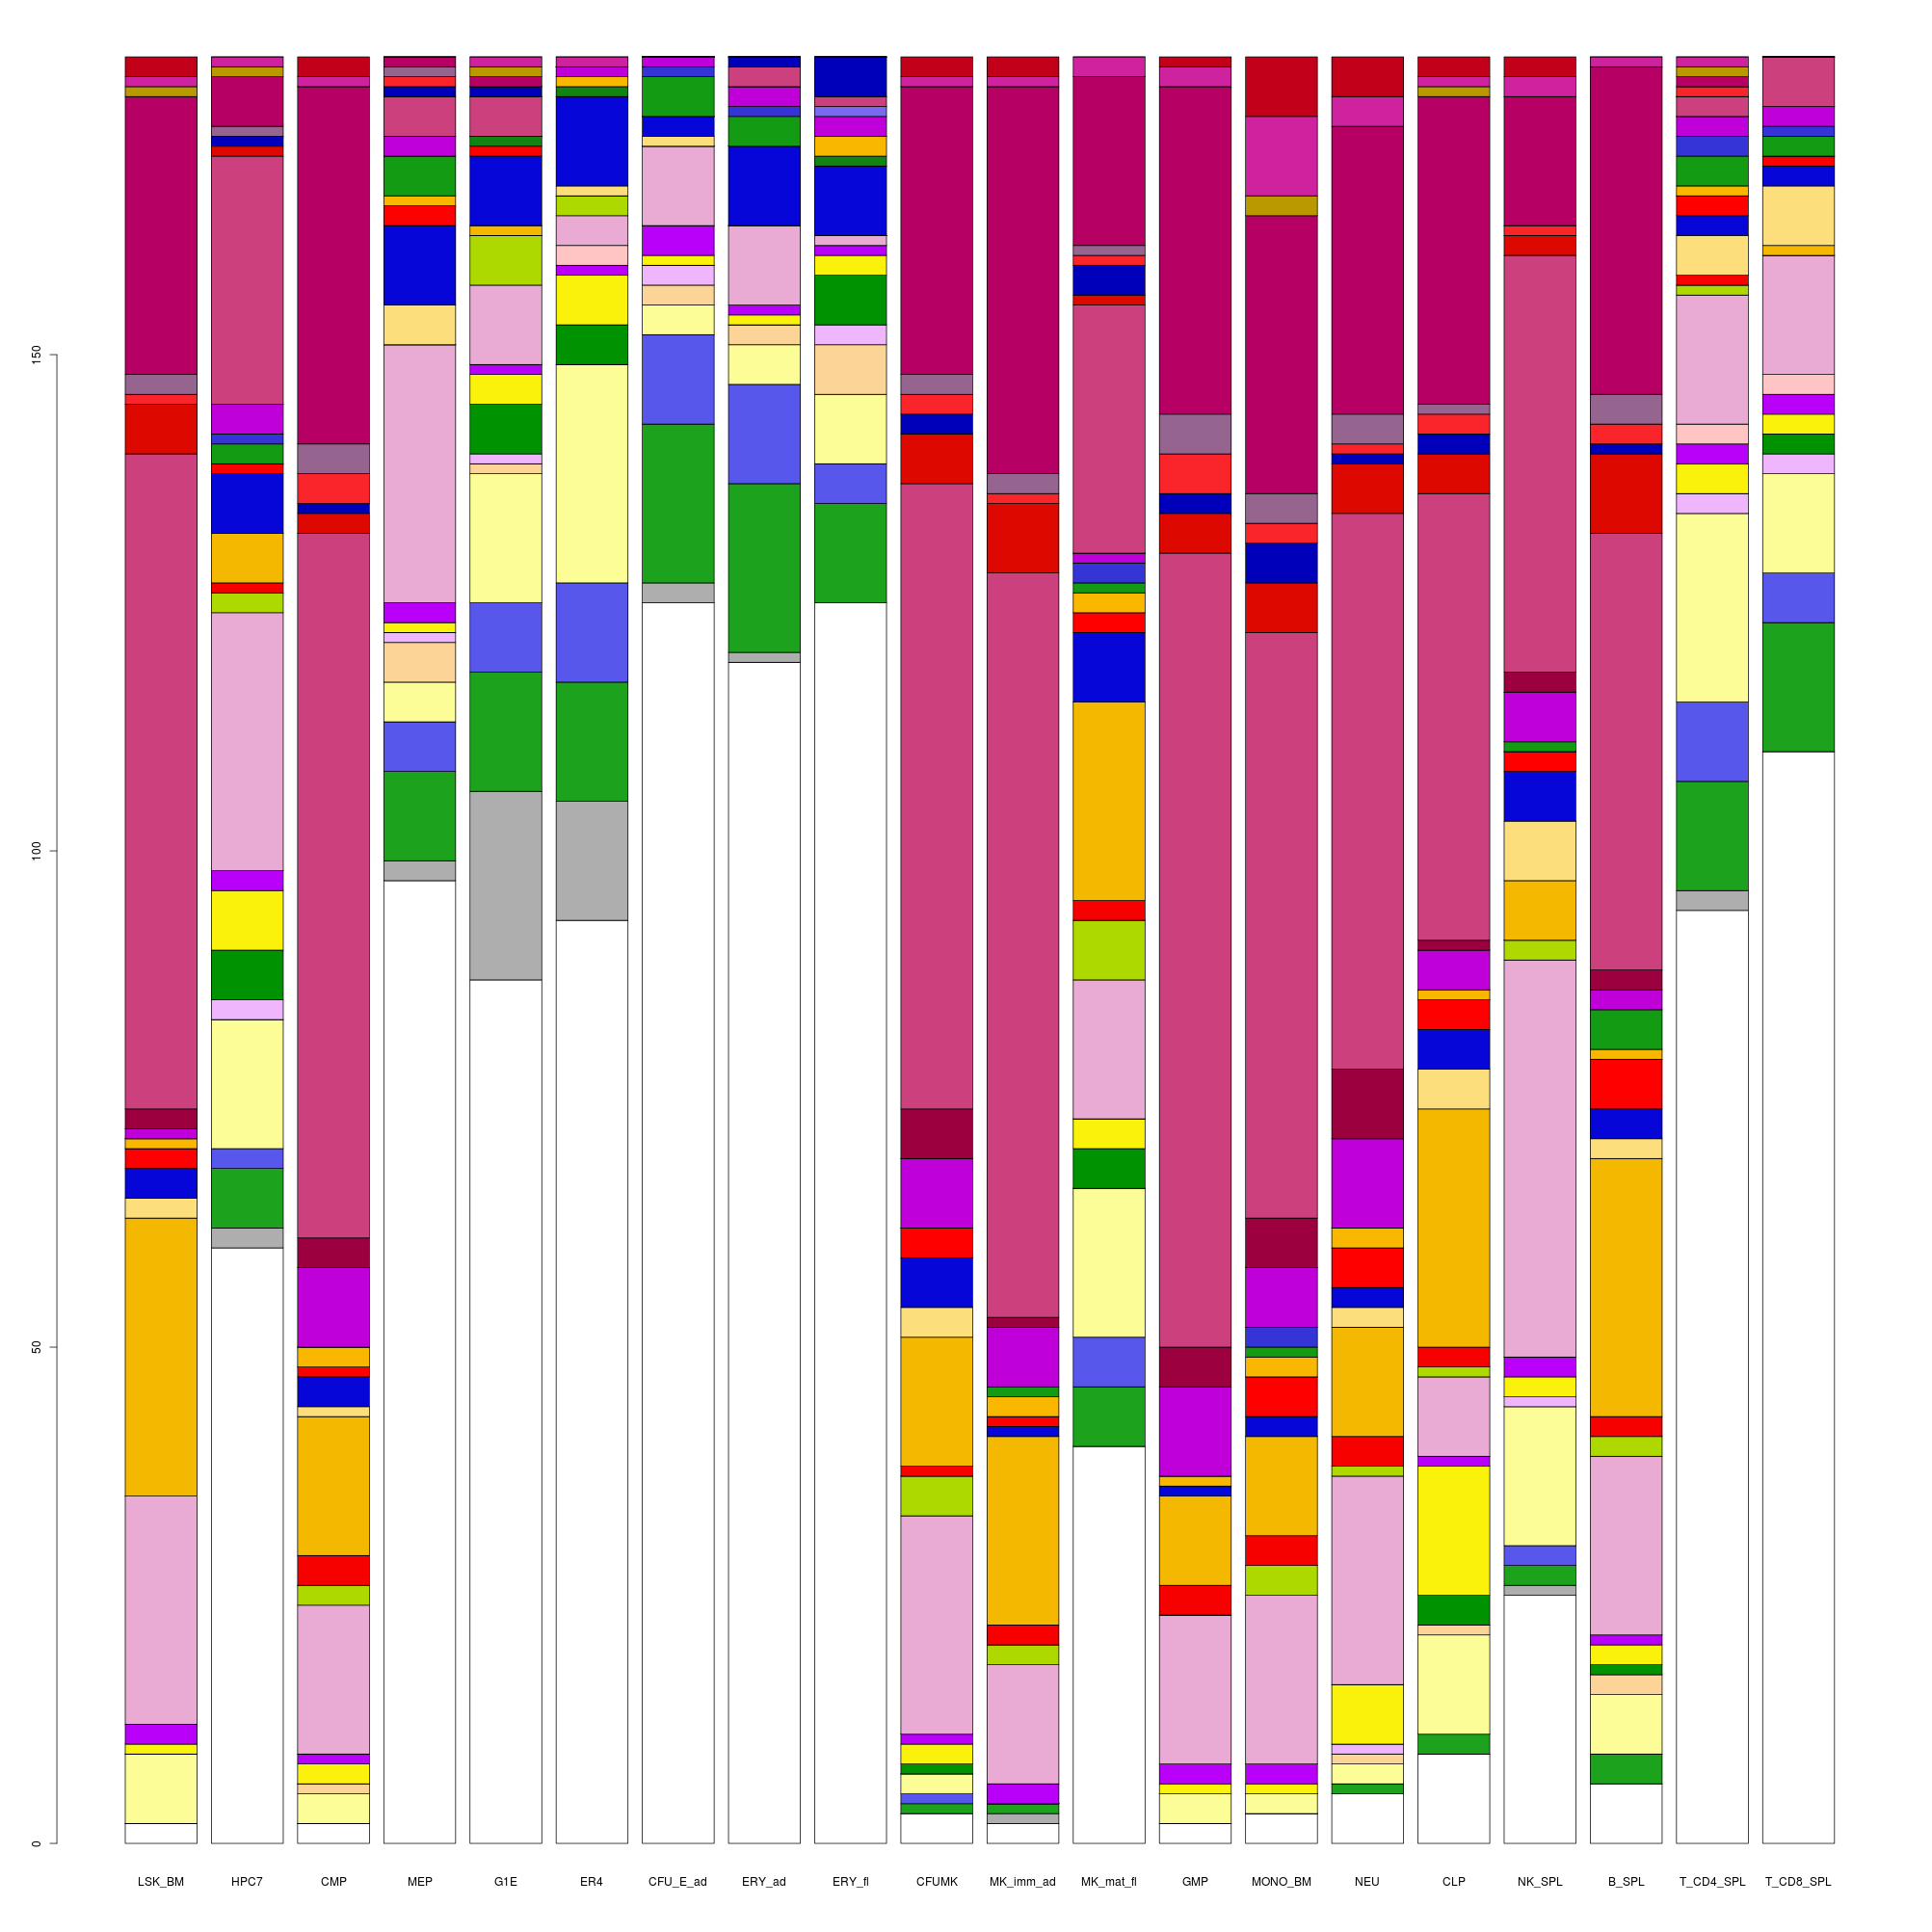 150
100
50
0
LSK_BM HPC7 CMP MEP G1E ER4 CFU_E_ad ERY_ad ERY_fl CFUMK MK_imm_ad MK_mat_fl GMP MONO_BM NEU CLP NK_SPL B_SPL T_CD4_SPL T_CD8_SPL